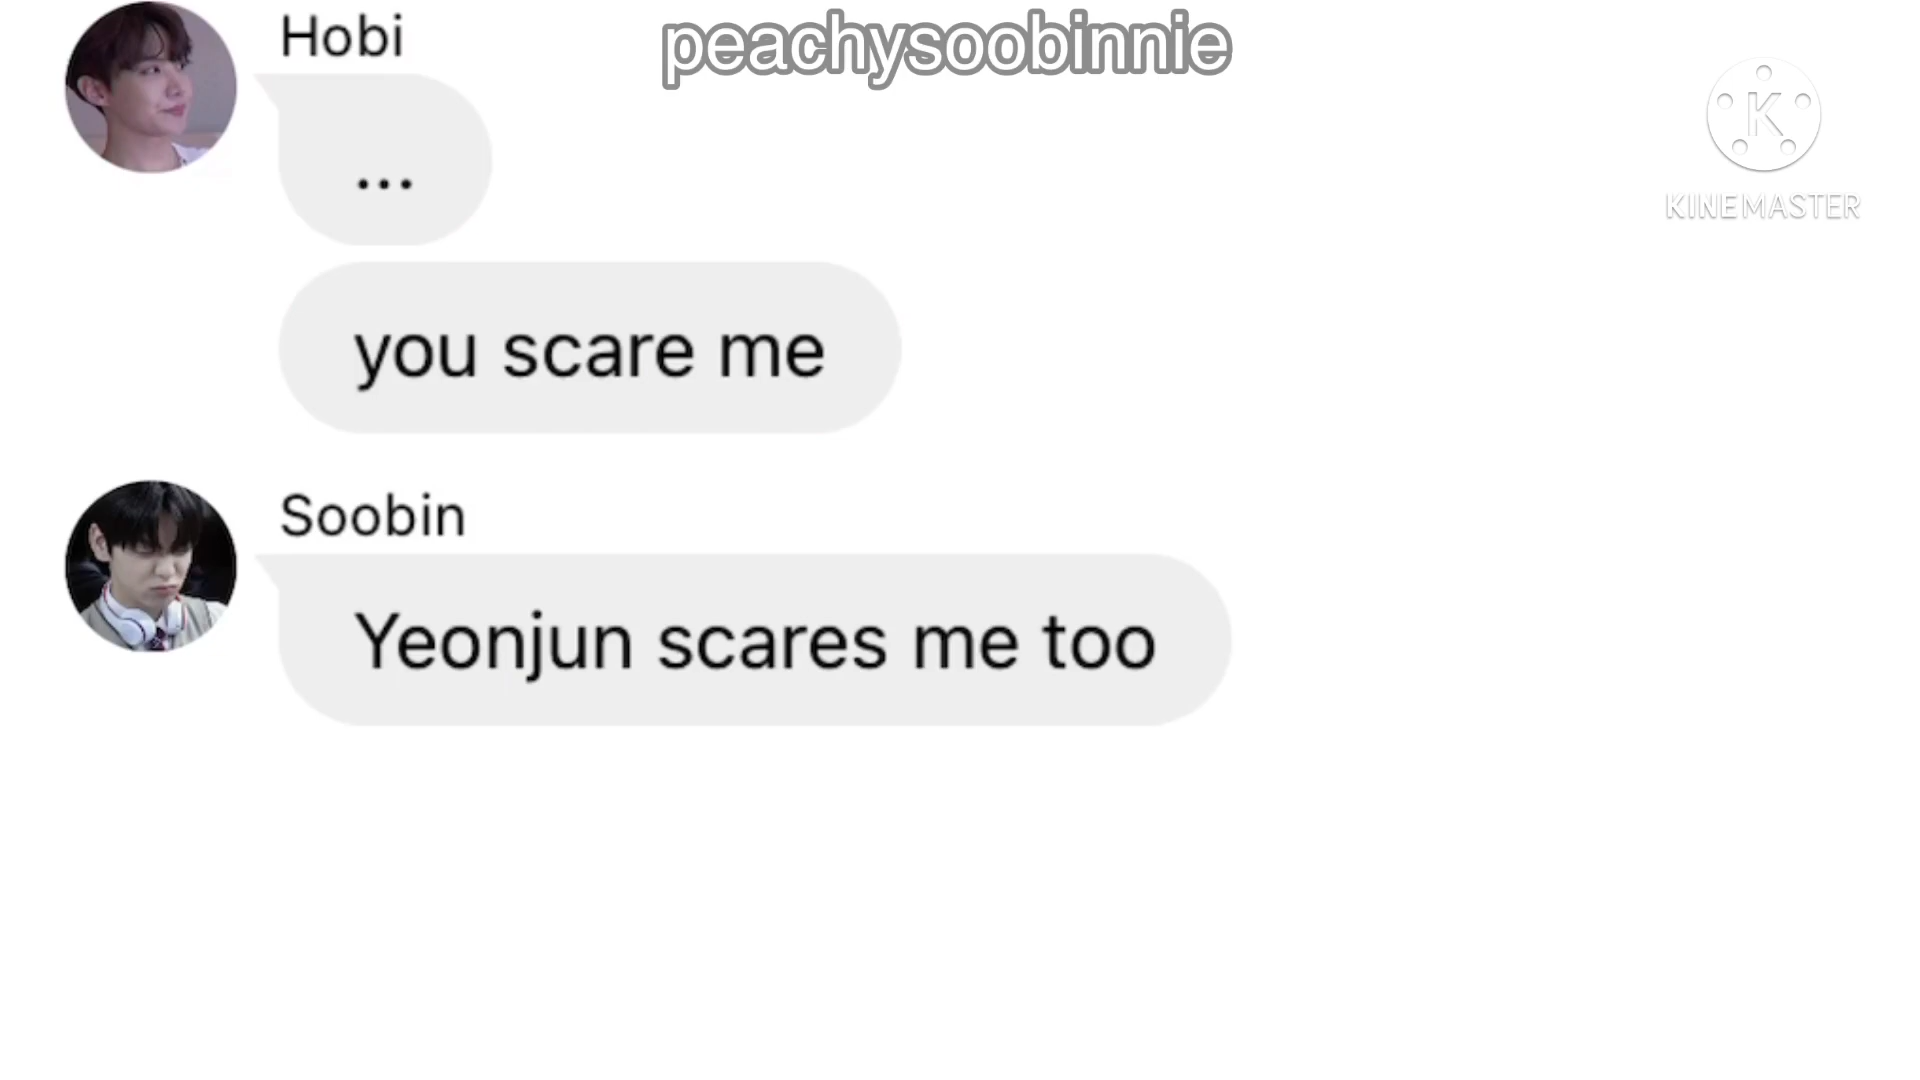 Hobi
peachysoobinnie
...
KINEMASTER
you scare me
Soobin
Yeonjun scares me too